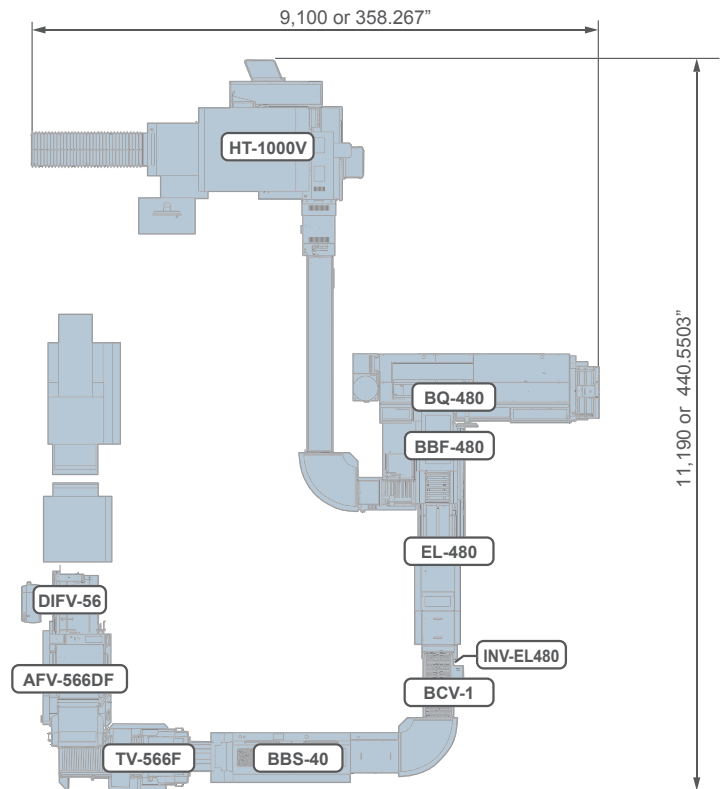 9,100 or 358.267”
HT-1000V
11,190 or 440.5503”
BQ-480
BBF-480
EL-480
DIFV-56
INV-EL480
AFV-566DF
BCV-1
TV-566F
BBS-40